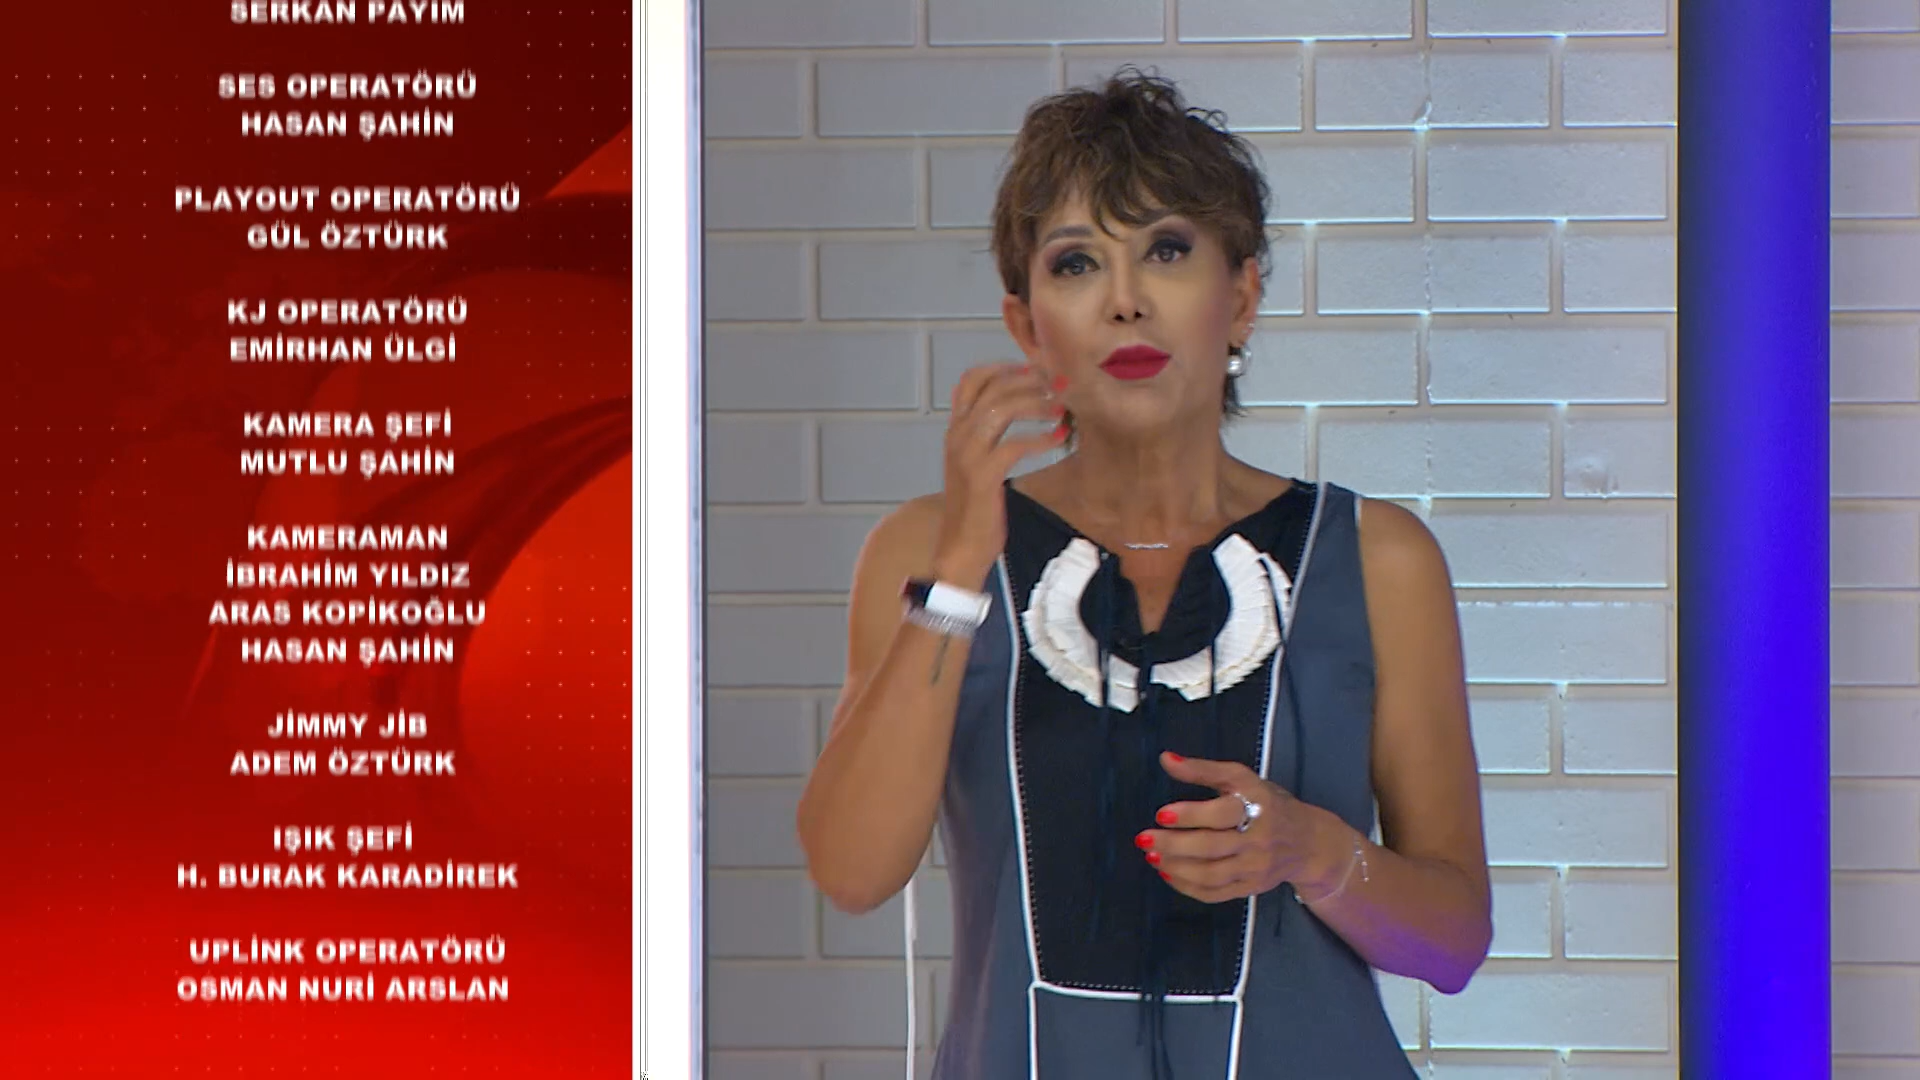 SERKAN PAYIM
SES OPERATÖRÜ
HASAN ŞAHİN
PLAYOUT OPERATÖRÜ
GÜL ÖZTÜRK
KJ OPERATÖRÜ
EMİRHAN ÜLGİ
KAMERA ŞEFİ
MUTLU ŞAHİN
KAMERAMAN
İBRAHİM YILDIZ
ARAS KOPİKOĞLU
HASAN ŞAHİN
JİMMY JİB
ADEM ÖZTÜRK
IŞIK ŞEFİ
H. BURAK KARADİREK
UPLİNK OPERATÖRÜ
OSMAN NURİ ARSLAN